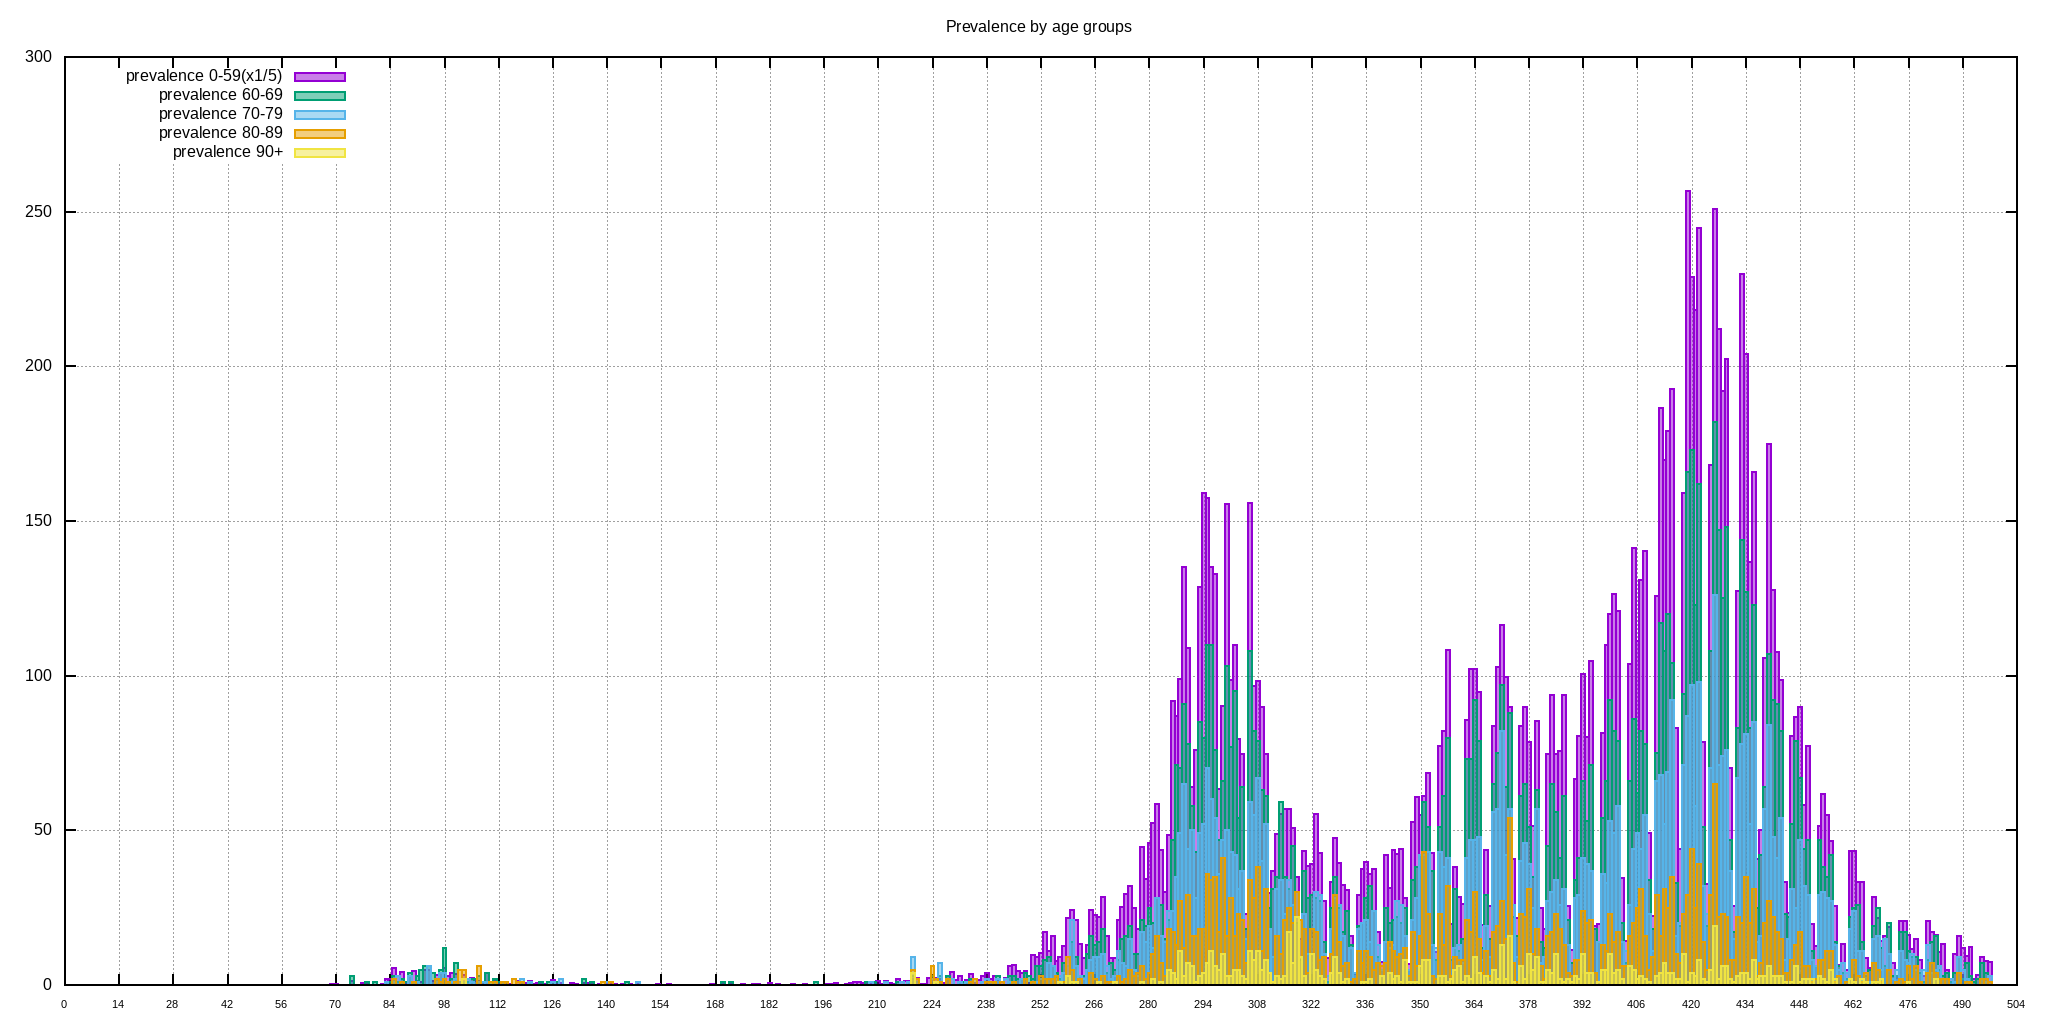 Prevalence by age groups
300
prevalence 0-59(x1/5)
prevalence 60-69
prevalence 70-79
prevalence 80-89
prevalence 90+
250
200
150
100
50
0
0 14 28 42 56 70 84 98 112 126 140 154 168 182 196 210 224 238 252 266 280 294 308 322 336 350 364 378 392 406 420 434 448 462 476 490 504